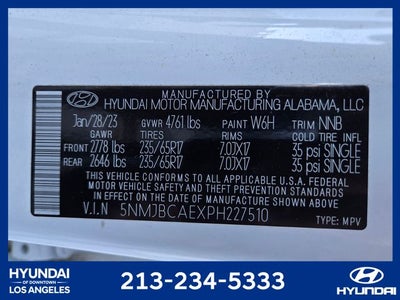 MANUFACTURED BY
HYUNDAI MOTOR MANUFACTURING ALABAMA, LLC
Jan/28/23 GVWR 4761 lbs PAINT W6H TRIM NNB
GAWR TIRES RIMS COLD TIRE INFL
FRONT 2778 lbs 235/65R17 7.0JX17 35 psi SINGLE
REAR 2646 lbs 235/65R17 7.0JX17 35 psi SINGLE
THIS VEHICLE CONFORMS TO ALL APPLICABLE U.S. FEDERAL
MOTOR VEHICLE SAFETY AND THEFT PREVENTION STANDARDS
IN EFFECT ON THE DATE OF MANUFACTURE SHOWN ABOVE.
V.I.N 5NMJBCAEXPH227510
TYPE: MPV
HYUNDAI
OF DOWNTOWN
LOS ANGELES
213-234-5333
HYUNDAI